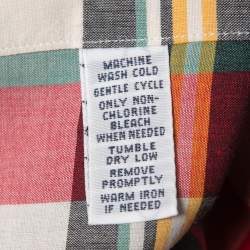 MACHINE
WASH COLD
GENTLE CYCLE
ONLY NON-
CHLORINE
BLEACH
WHEN NEEDED
TUMBLE
DRY LOW
REMOVE
PROMPTLY
WARM IRON
IF NEEDED